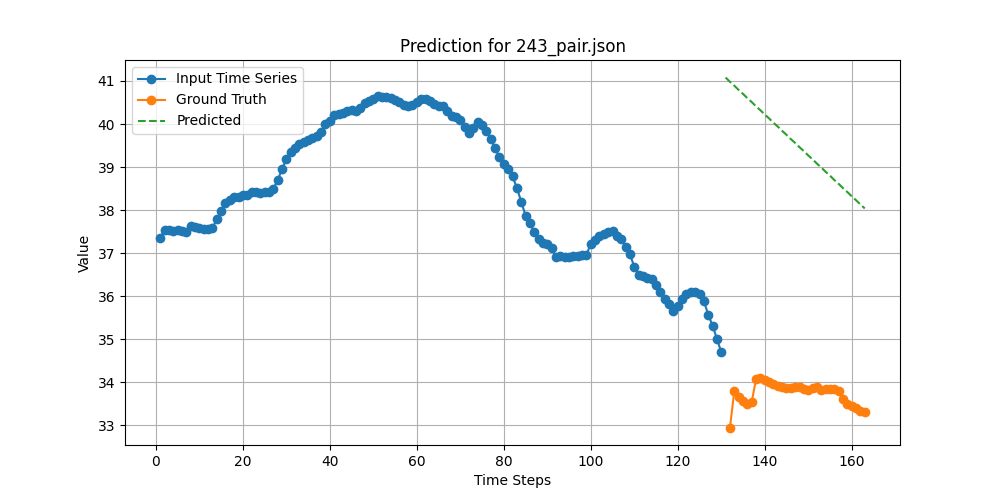 Prediction for 243_pair.json
Input Time Series
Ground Truth
Predicted
41
40
39
38
37
36
35
34
33
Value
0 20 40 60 80 100 120 140 160
Time Steps